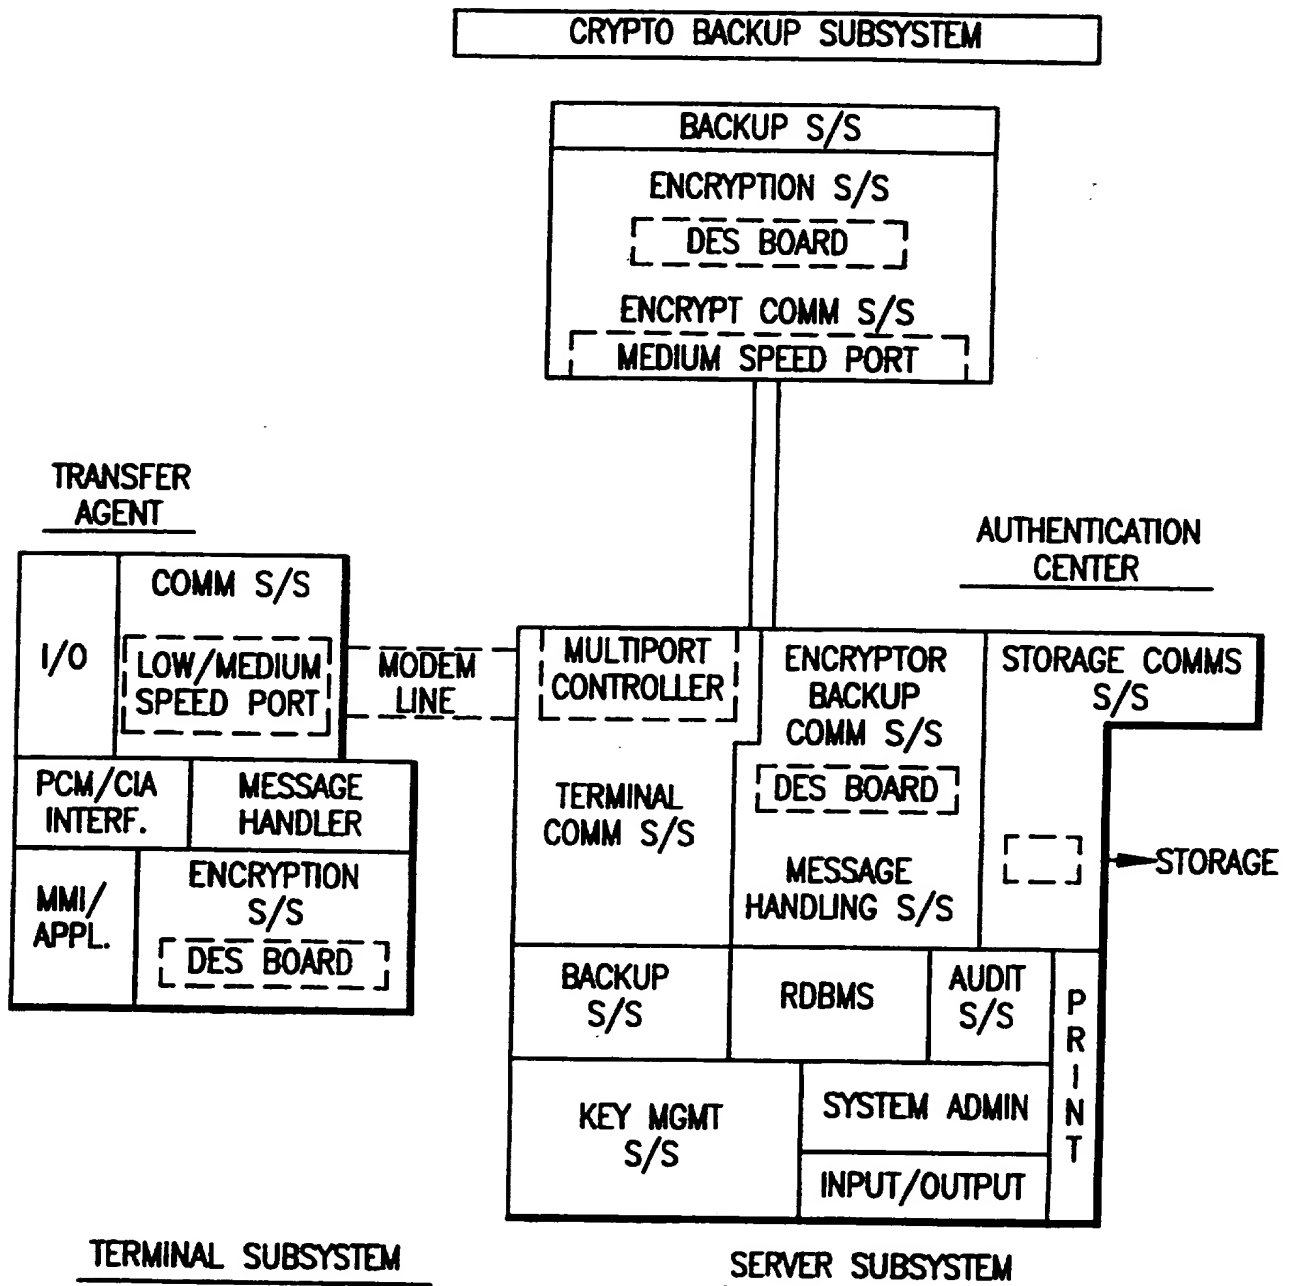 CRYPTO BACKUP SUBSYSTEM
BACKUP S/S
ENCRYPTION S/S
DES BOARD
ENCRYPT COMM S/S
MEDIUM SPEED PORT
TRANSFER
AGENT
I/O
COMM S/S
LOW/MEDIUM
SPEED PORT
PCM/CIA
INTERF.
MESSAGE
HANDLER
MMI/
APPL.
ENCRYPTION
S/S
DES BOARD
TERMINAL SUBSYSTEM
MODEM
LINE
AUTHENTICATION
CENTER
MULTIPORT
CONTROLLER
TERMINAL
COMM S/S
ENCRYPTOR
BACKUP
COMM S/S
DES BOARD
MESSAGE
HANDLING S/S
STORAGE COMMS
S/S
STORAGE
BACKUP
S/S
RDBMS
AUDIT
S/S
PRINT
KEY MGMT
S/S
SYSTEM ADMIN
INPUT/OUTPUT
SERVER SUBSYSTEM